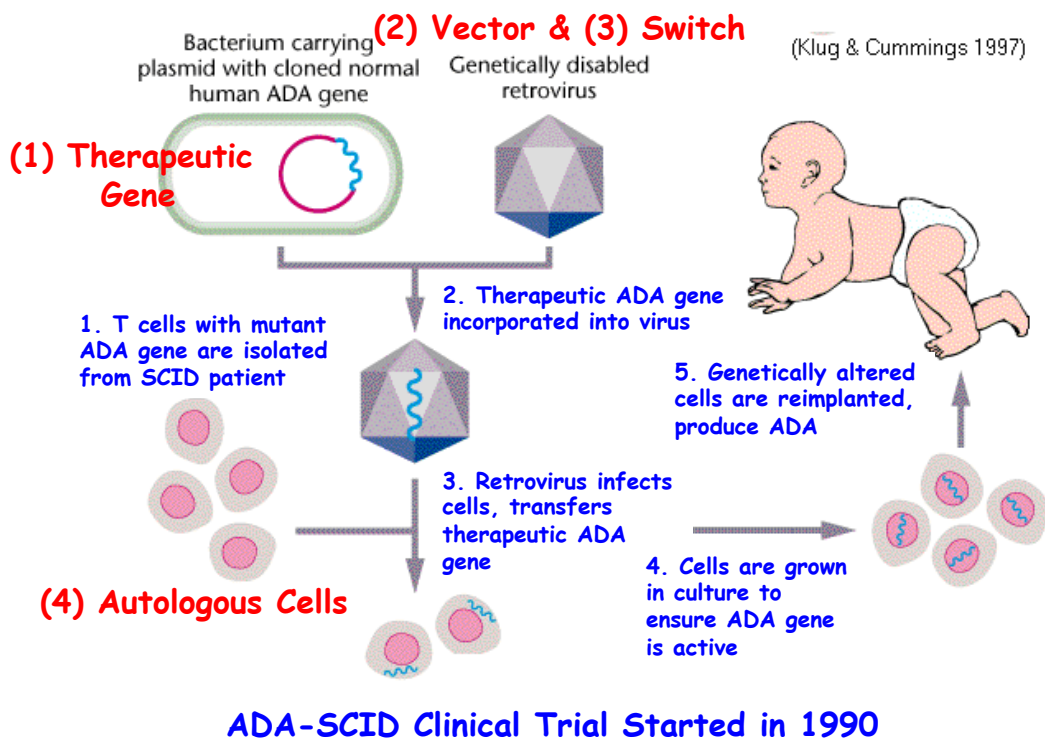 (2) Vector & (3) Switch
Bacterium carrying
plasmid with cloned normal
human ADA gene
Genetically disabled
retrovirus
(Klug & Cummings 1997)
(1) Therapeutic
Gene
1. T cells with mutant
ADA gene are isolated
from SCID patient
2. Therapeutic ADA gene
incorporated into virus
3. Retrovirus infects
cells, transfers
therapeutic ADA
gene
(4) Autologous Cells
4. Cells are grown
in culture to
ensure ADA gene
is active
5. Genetically altered
cells are reimplanted,
produce ADA
ADA-SCID Clinical Trial Started in 1990